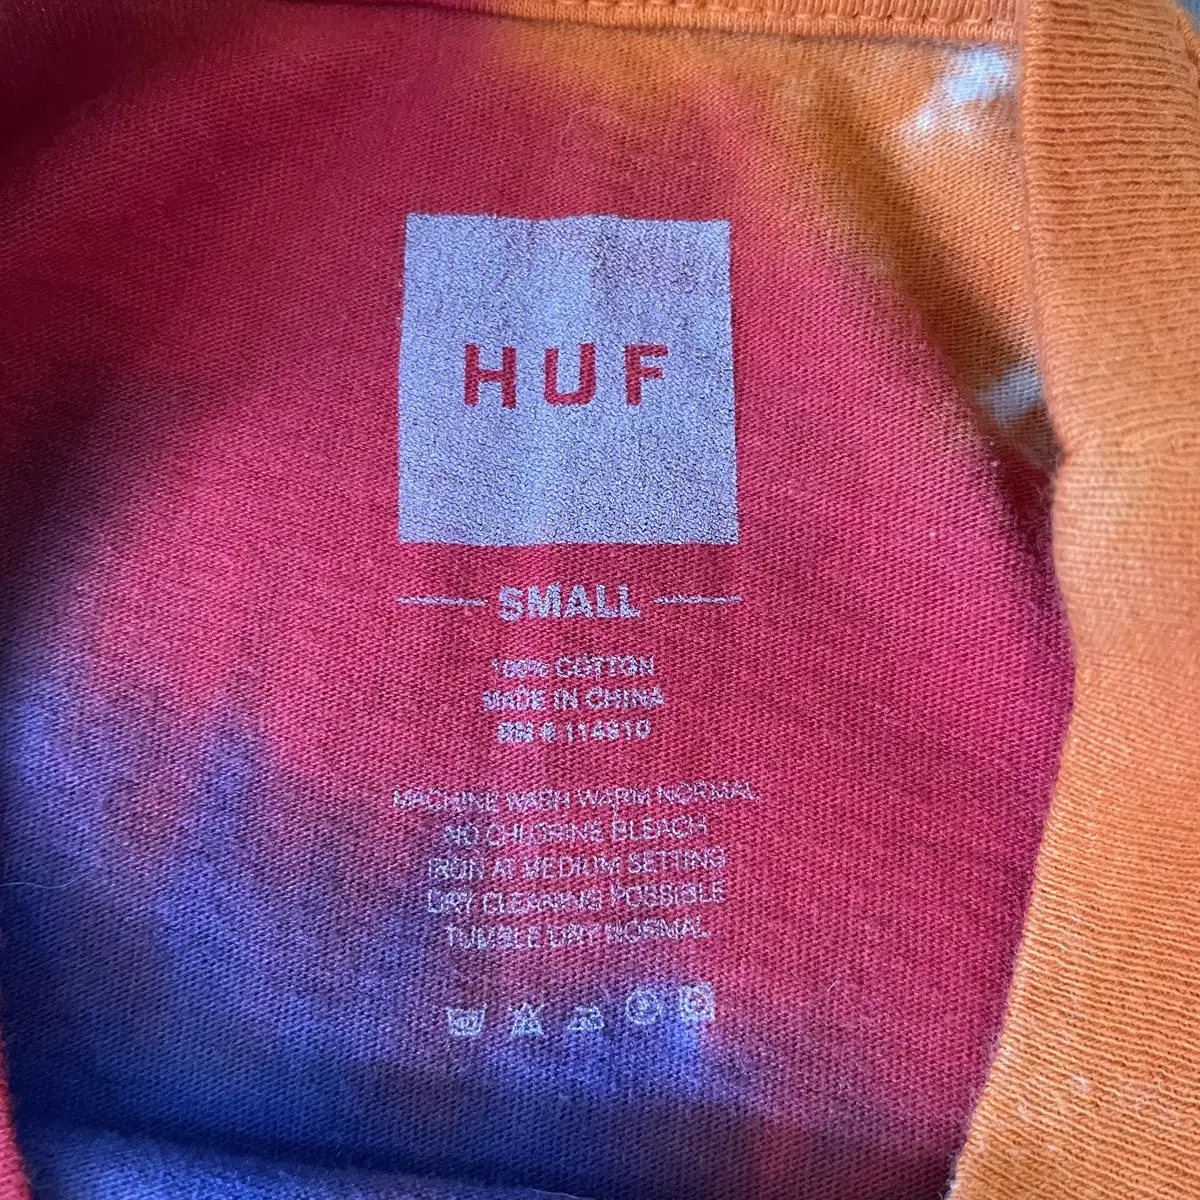 HUF
SMALL
100% COTTON
MADE IN CHINA
RN # 114910
MACHINE WASH WARM NORMAL
NO CHLORINE BLEACH
IRON AT MEDIUM SETTING
DRY CLEANING POSSIBLE
TUMBLE DRY NORMAL